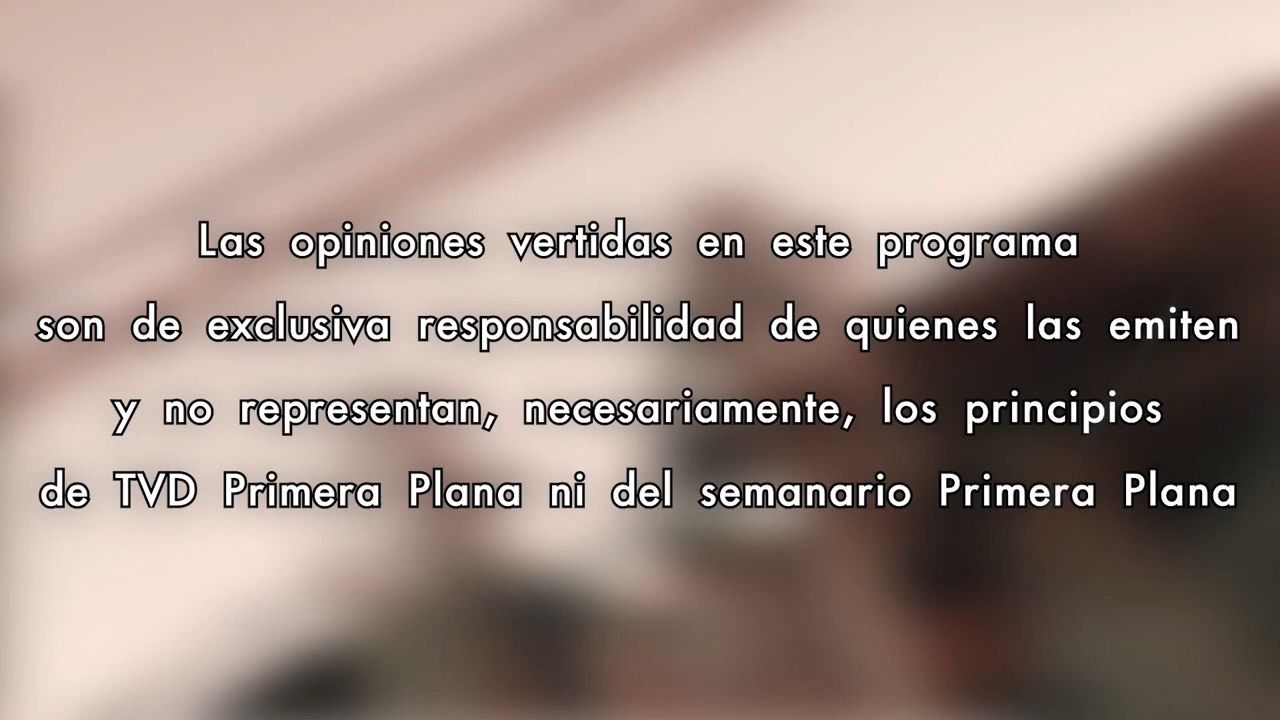 Las opiniones vertidas en este programa
son de exclusiva responsabilidad de quienes las emiten
y no representan, necesariamente, los principios
de TVD Primera Plana ni del semanario Primera Plana